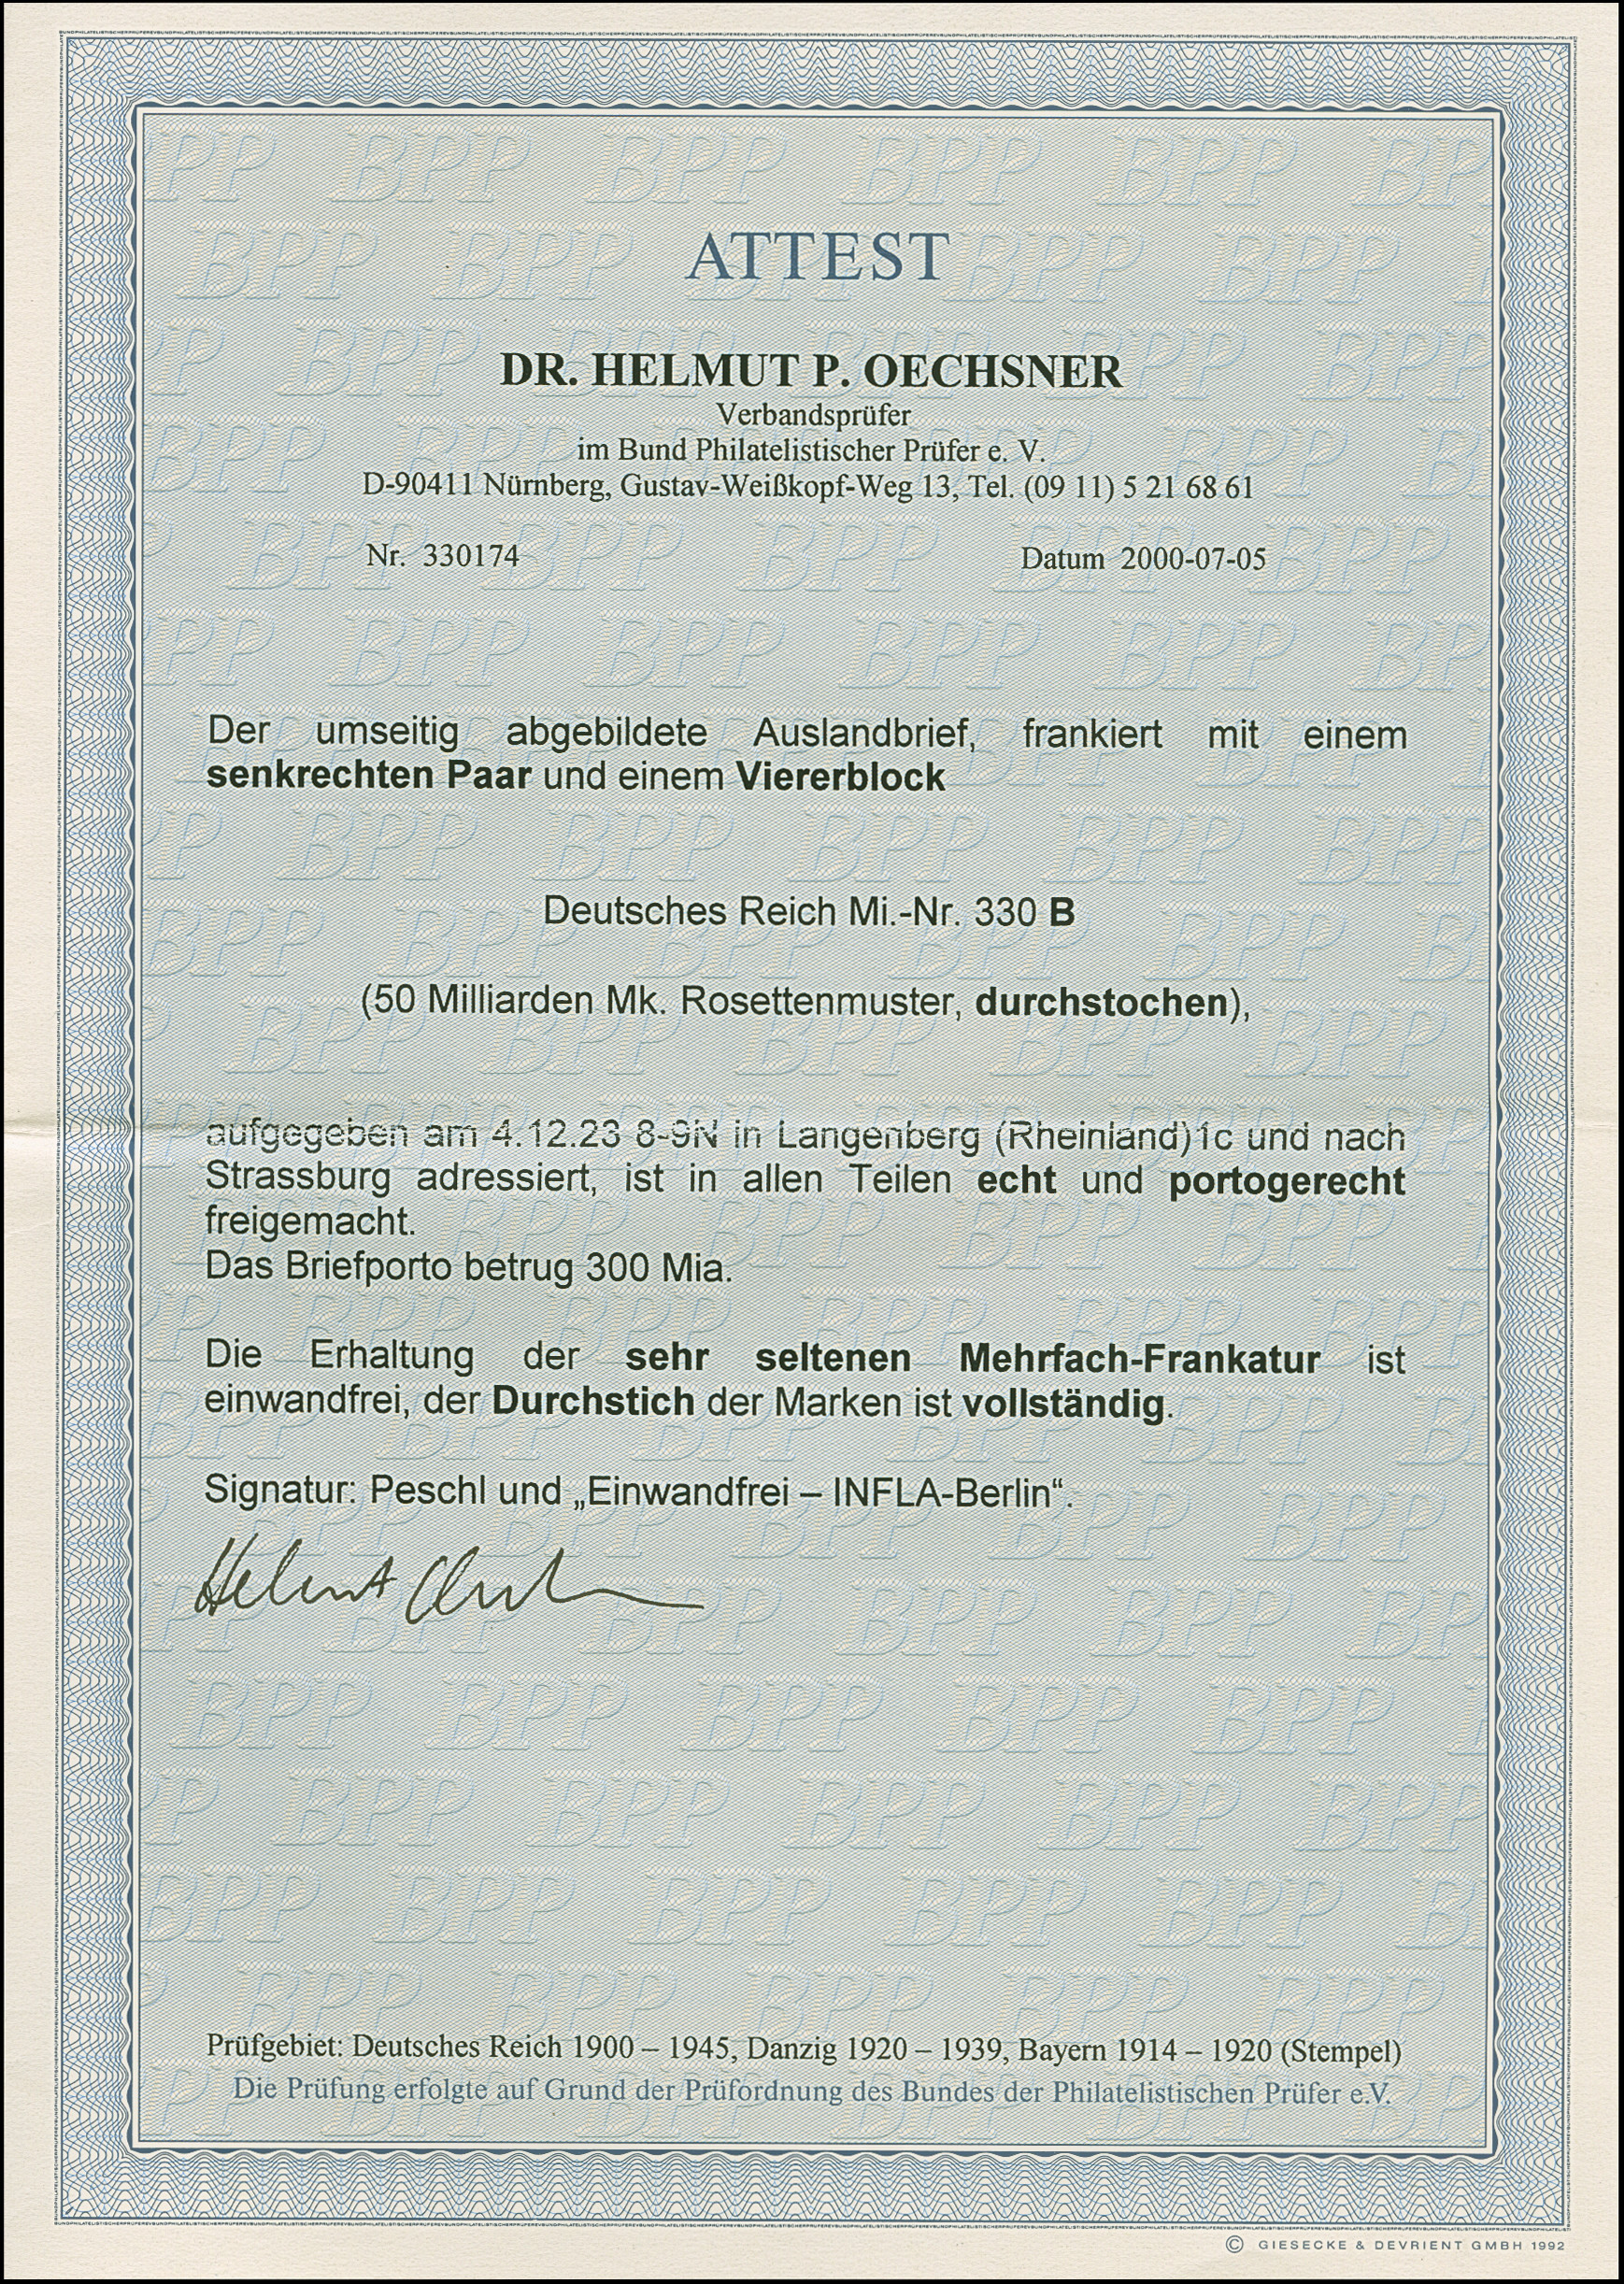 ATTEST
DR. HELMUT P. OECHSNER
Verbandsprüfer
im Bund Philatelistischer Prüfer e. V.
D-90411 Nürnberg, Gustav-Weißkopf-Weg 13, Tel. (09 11) 5 21 68 61
Nr. 330174 Datum 2000-07-05
Der umseitig abgebildete Auslandbrief, frankiert mit einem
senkrechten Paar und einem Viererblock
Deutsches Reich Mi.-Nr. 330 B
(50 Milliarden Mk. Rosettenmuster, durchstochen),
aufgegeben am 4.12.23 8-9N in Langenberg (Rheinland)1c und nach
Strassburg adressiert, ist in allen Teilen echt und portogerecht
freigemacht.
Das Briefporto betrug 300 Mia.
Die Erhaltung der sehr seltenen Mehrfach-Frankatur ist
einwandfrei, der Durchstich der Marken ist vollständig.
Signatur: Peschl und „Einwandfrei – INFLA-Berlin“.
Helmut Oechsner
Prüfgebiet: Deutsches Reich 1900 – 1945, Danzig 1920 – 1939, Bayern 1914 – 1920 (Stempel)
Die Prüfung erfolgte auf Grund der Prüfordnung des Bundes der Philatelistischen Prüfer e.V.
© GIESECKE & DEVRIENT GMBH 1992